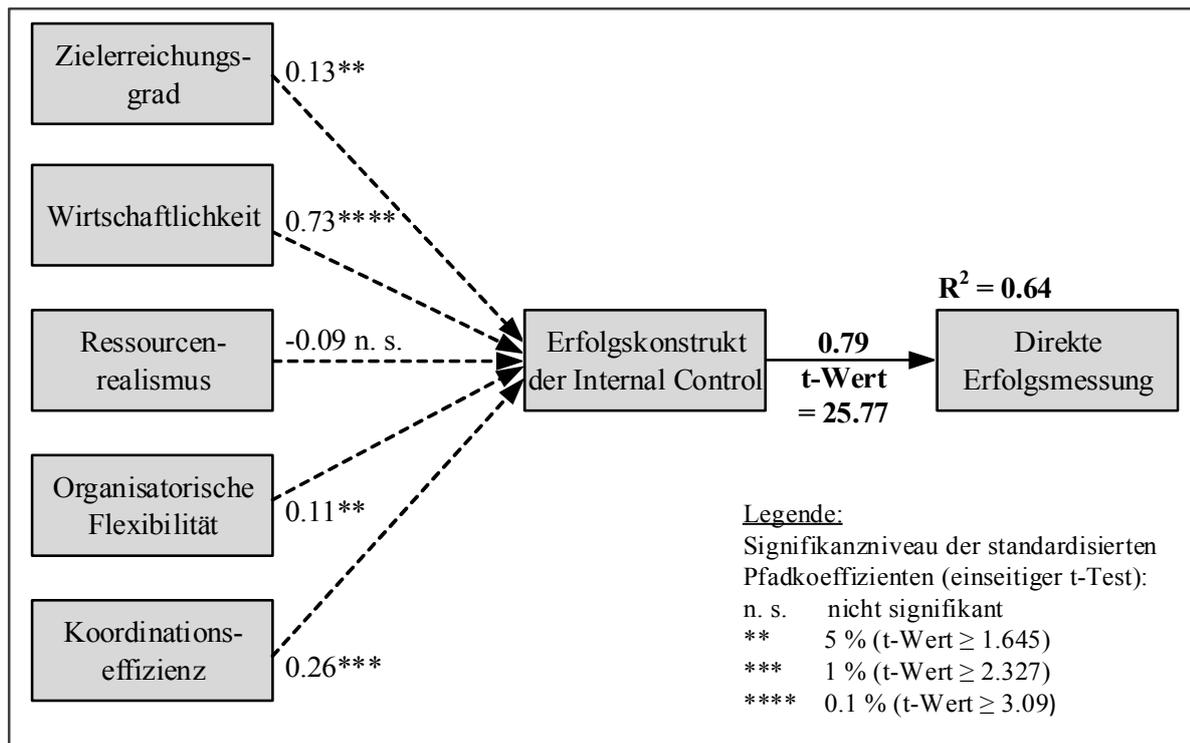 Zielerreichungs-
grad
0.13**
Wirtschaftlichkeit
0.73****
Ressourcen-
realismus
-0.09 n. s.
Organisatorische
Flexibilität
0.11**
Koordinations-
effizienz
0.26***
Erfolgskonstrukt
der Internal Control
0.79
t-Wert
= 25.77
R² = 0.64
Direkte
Erfolgsmessung
Legende:
Signifikanzniveau der standardisierten
Pfadkoeffizienten (einseitiger t-Test):
n. s. nicht signifikant
** 5 % (t-Wert ≥ 1.645)
*** 1 % (t-Wert ≥ 2.327)
**** 0.1 % (t-Wert ≥ 3.09)